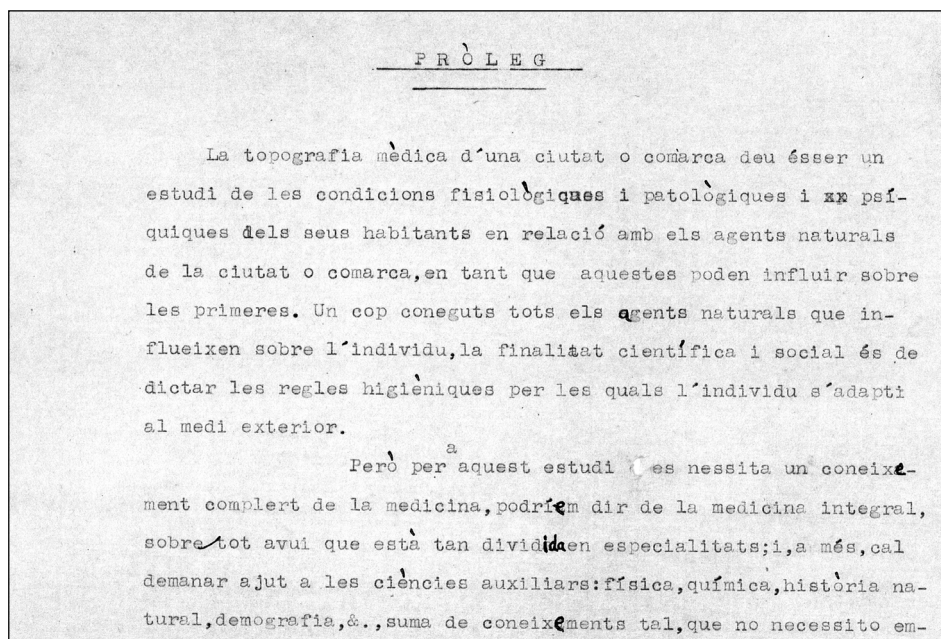 PRÒLEG
La topografia mèdica d'una ciutat o comarca deu ésser un
estudi de les condicions fisiològiques i patològiques i xx psí-
quiques dels seus habitants en relació amb els agents naturals
de la ciutat o comarca,en tant que aquestes poden influir sobre
les primeres. Un cop coneguts tots els agents naturals que in-
flueixen sobre l'individu,la finalitat científica i social és de
dictar les regles higièniques per les quals l'individu s'adapti
al medi exterior.
a
Però per aquest estudi es nessita un coneixe-
ment complert de la medicina,podríem dir de la medicina integral,
sobre tot avui que està tan dividida en especialitats;i,a més,cal
demanar ajut a les ciències auxiliars:física,química,història na-
tural,demografia,&.,suma de coneixements tal,que no necessito em-